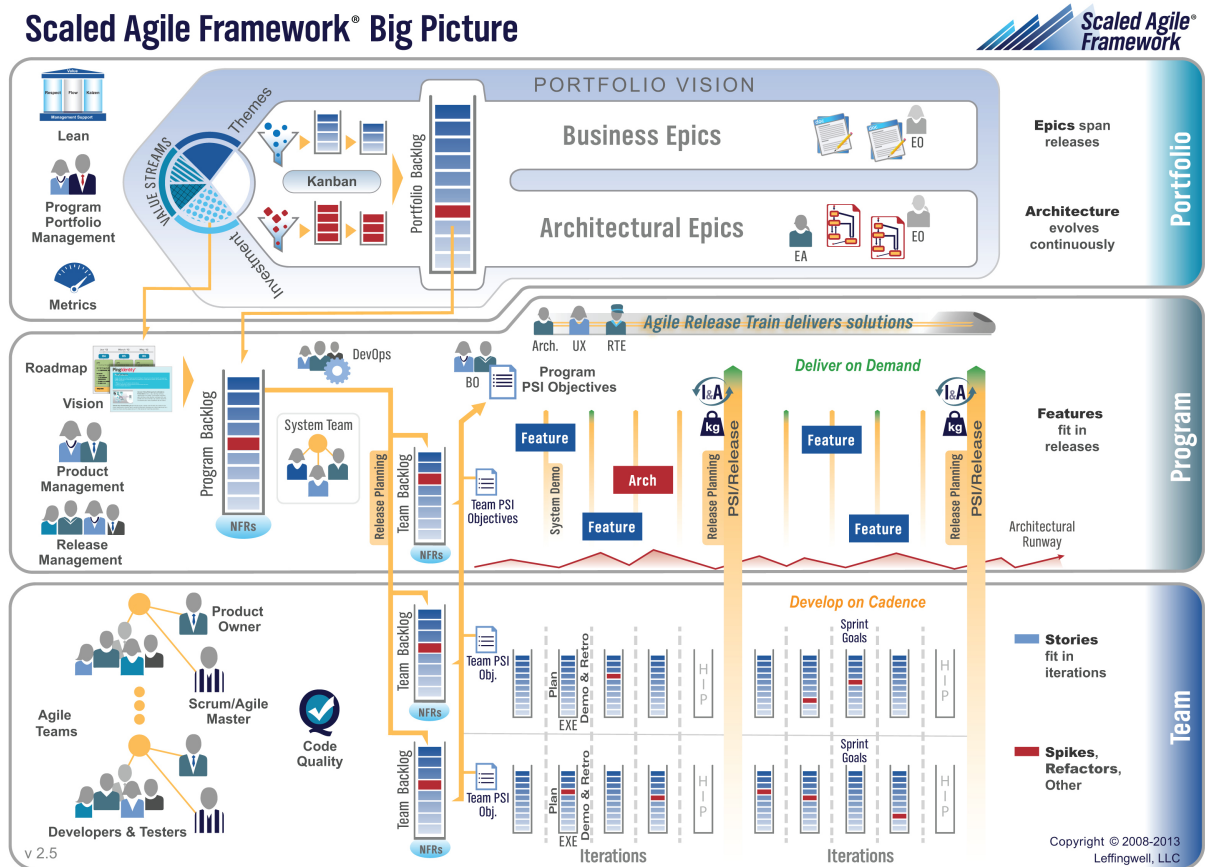 Scaled Agile Framework® Big Picture
Scaled Agile®
Framework
Value
Respect
Flow
Kaizen
Management Support
Lean
Program
Portfolio
Management
Metrics
VALUE STREAMS
Themes
Investment
Kanban
Portfolio Backlog
PORTFOLIO VISION
Business Epics
EO
Architectural Epics
EA
EO
Epics span
releases
Architecture
evolves
continuously
Portfolio
Roadmap
Vision
Product
Management
Release
Management
Program Backlog
NFRs
DevOps
System Team
Release Planning
Team Backlog
NFRs
BO
Program
PSI Objectives
Team PSI
Objectives
Arch.
UX
RTE
Agile Release Train delivers solutions
Deliver on Demand
Feature
System Demo
Feature
Arch
I&A
kg
Release Planning
PSI/Release
Feature
Feature
I&A
kg
Release Planning
PSI/Release
Architectural
Runway
Features
fit in
releases
Program
Product
Owner
Scrum/Agile
Master
Agile
Teams
Developers & Testers
Code
Quality
Team Backlog
NFRs
Team PSI
Obj.
Team Backlog
NFRs
Team PSI
Obj.
Develop on Cadence
Plan
EXE
Demo & Retro
HIP
Sprint
Goals
HIP
Plan
EXE
Demo & Retro
HIP
Sprint
Goals
HIP
Iterations
Iterations
Stories
fit in
iterations
Spikes,
Refactors,
Other
Team
v 2.5
Copyright © 2008-2013
Leffingwell, LLC